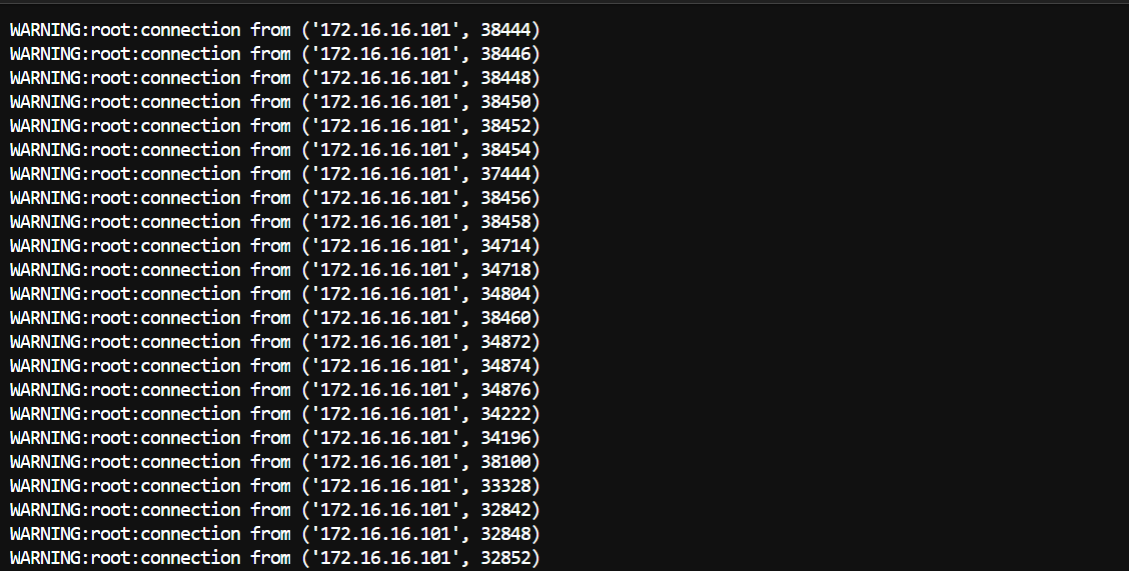 WARNING:root:connection from ('172.16.16.101', 38444)
WARNING:root:connection from ('172.16.16.101', 38446)
WARNING:root:connection from ('172.16.16.101', 38448)
WARNING:root:connection from ('172.16.16.101', 38450)
WARNING:root:connection from ('172.16.16.101', 38452)
WARNING:root:connection from ('172.16.16.101', 38454)
WARNING:root:connection from ('172.16.16.101', 37444)
WARNING:root:connection from ('172.16.16.101', 38456)
WARNING:root:connection from ('172.16.16.101', 38458)
WARNING:root:connection from ('172.16.16.101', 34714)
WARNING:root:connection from ('172.16.16.101', 34718)
WARNING:root:connection from ('172.16.16.101', 34804)
WARNING:root:connection from ('172.16.16.101', 38460)
WARNING:root:connection from ('172.16.16.101', 34872)
WARNING:root:connection from ('172.16.16.101', 34874)
WARNING:root:connection from ('172.16.16.101', 34876)
WARNING:root:connection from ('172.16.16.101', 34222)
WARNING:root:connection from ('172.16.16.101', 34196)
WARNING:root:connection from ('172.16.16.101', 38100)
WARNING:root:connection from ('172.16.16.101', 33328)
WARNING:root:connection from ('172.16.16.101', 32842)
WARNING:root:connection from ('172.16.16.101', 32848)
WARNING:root:connection from ('172.16.16.101', 32852)